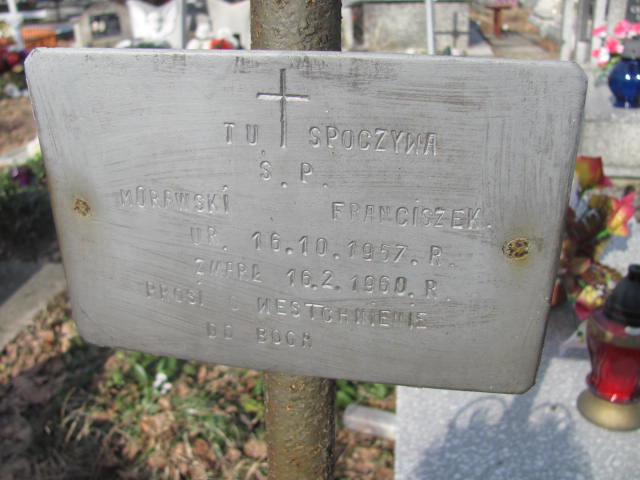 TU SPOCZYWA
Ś.P.
MORAWSKI FRANCISZEK.
UR. 16.10.1957.R.
ZMARŁ 16.2.1960.R.
PROSI O WESTCHNIENIE
DO BOGA